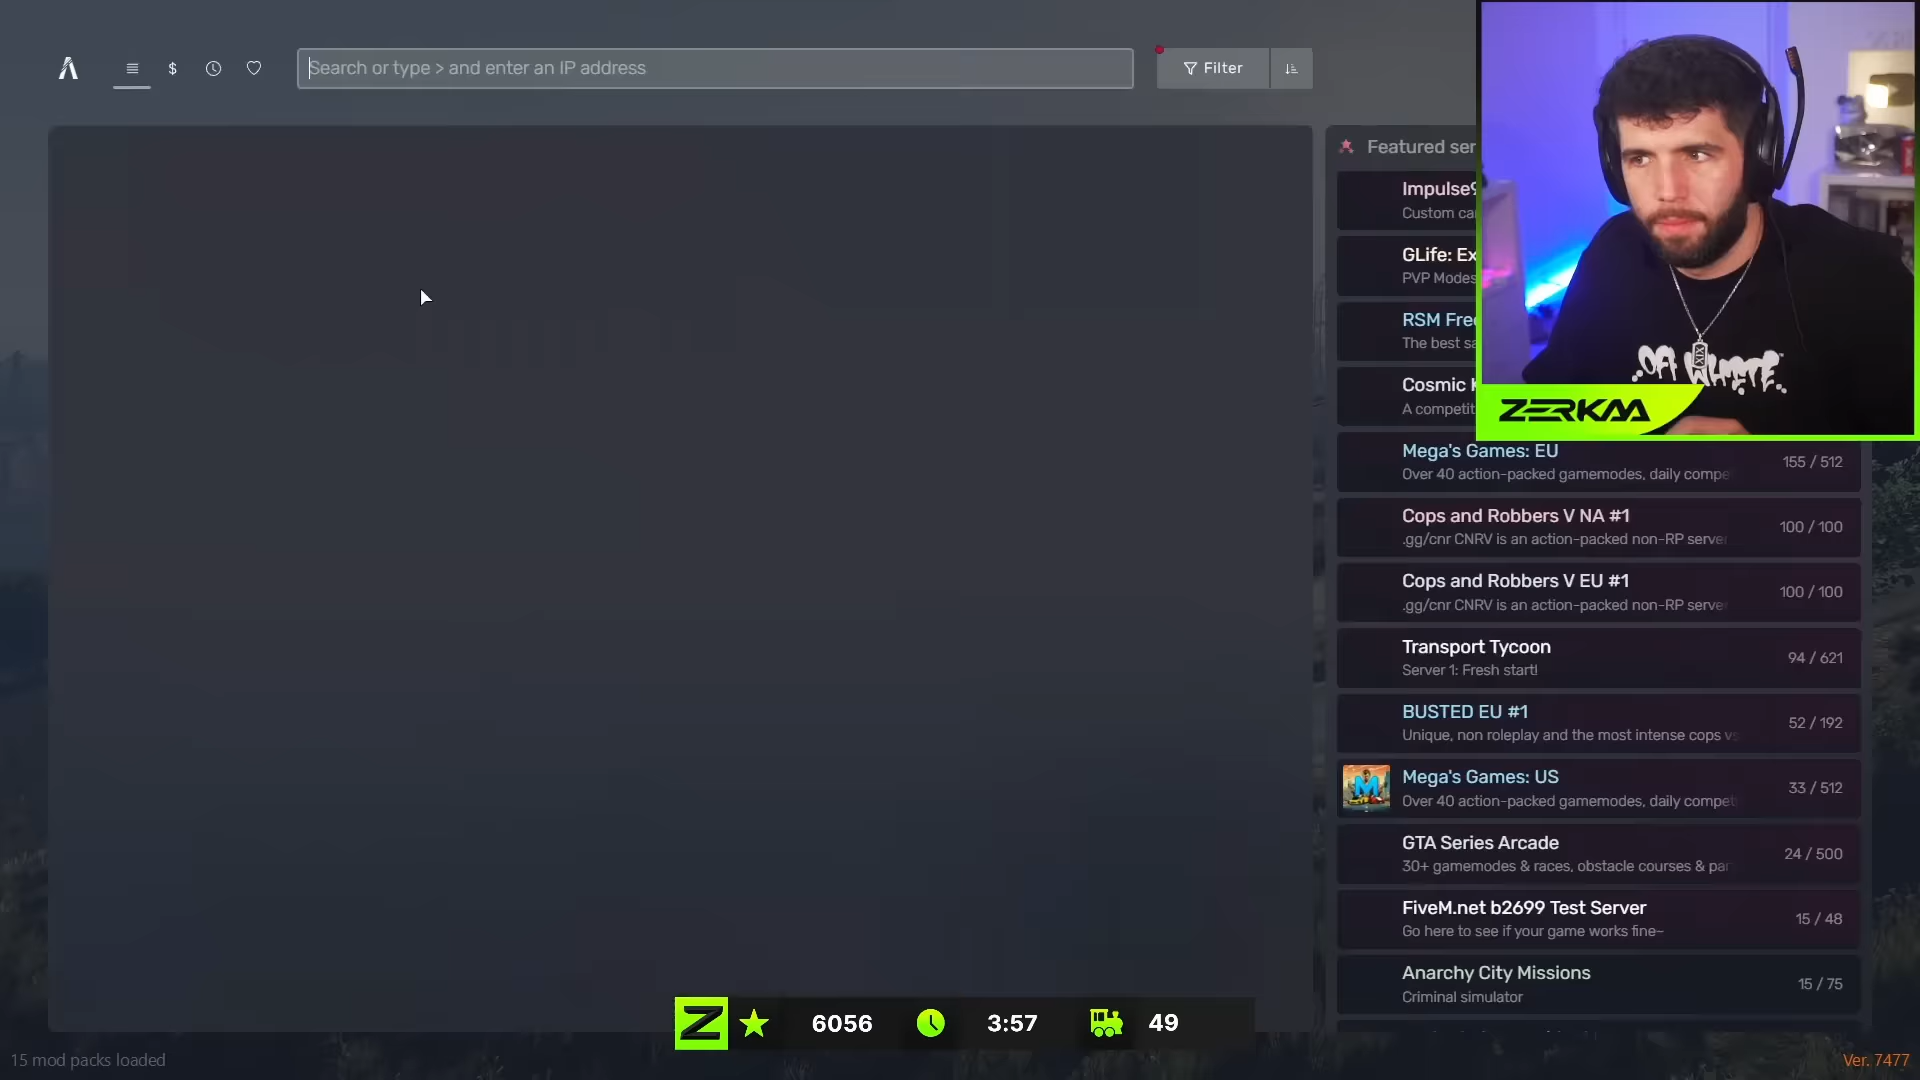 $
Search or type > and enter an IP address
Filter
Featured ser
Impulse9
Custom ca
GLife: Ex
PVP Modes
RSM Free
The best sa
Cosmic
A competit
OFF WHITE
ZERKAA
Mega's Games: EU
Over 40 action-packed gamemodes, daily compe
155 / 512
Cops and Robbers V NA #1
.gg/cnr CNRV is an action-packed non-RP server
100 / 100
Cops and Robbers V EU #1
.gg/cnr CNRV is an action-packed non-RP server
100 / 100
Transport Tycoon
Server 1: Fresh start!
94 / 621
BUSTED EU #1
Unique, non roleplay and the most intense cops vs
52 / 192
Mega's Games: US
Over 40 action-packed gamemodes, daily compet
33 / 512
GTA Series Arcade
30+ gamemodes & races, obstacle courses & par
24 / 500
FiveM.net b2699 Test Server
Go here to see if your game works fine~
15 / 48
Anarchy City Missions
Criminal simulator
15 / 75
Z
6056
3:57
49
15 mod packs loaded
Ver. 7477